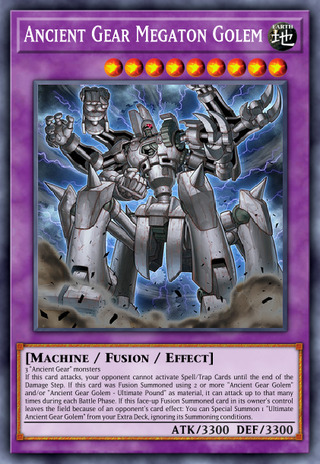 Ancient Gear Megaton Golem
EARTH
地
[Machine / Fusion / Effect]
3 "Ancient Gear" monsters
If this card attacks, your opponent cannot activate Spell/Trap Cards until the end of the
Damage Step. If this card was Fusion Summoned using 2 or more "Ancient Gear Golem"
and/or "Ancient Gear Golem - Ultimate Pound" as material, it can attack up to that many
times during each Battle Phase. If this face-up Fusion Summoned card in its owner's control
leaves the field because of an opponent's card effect: You can Special Summon 1 "Ultimate
Ancient Gear Golem" from your Extra Deck, ignoring its Summoning conditions.
ATK/3300 DEF/3300